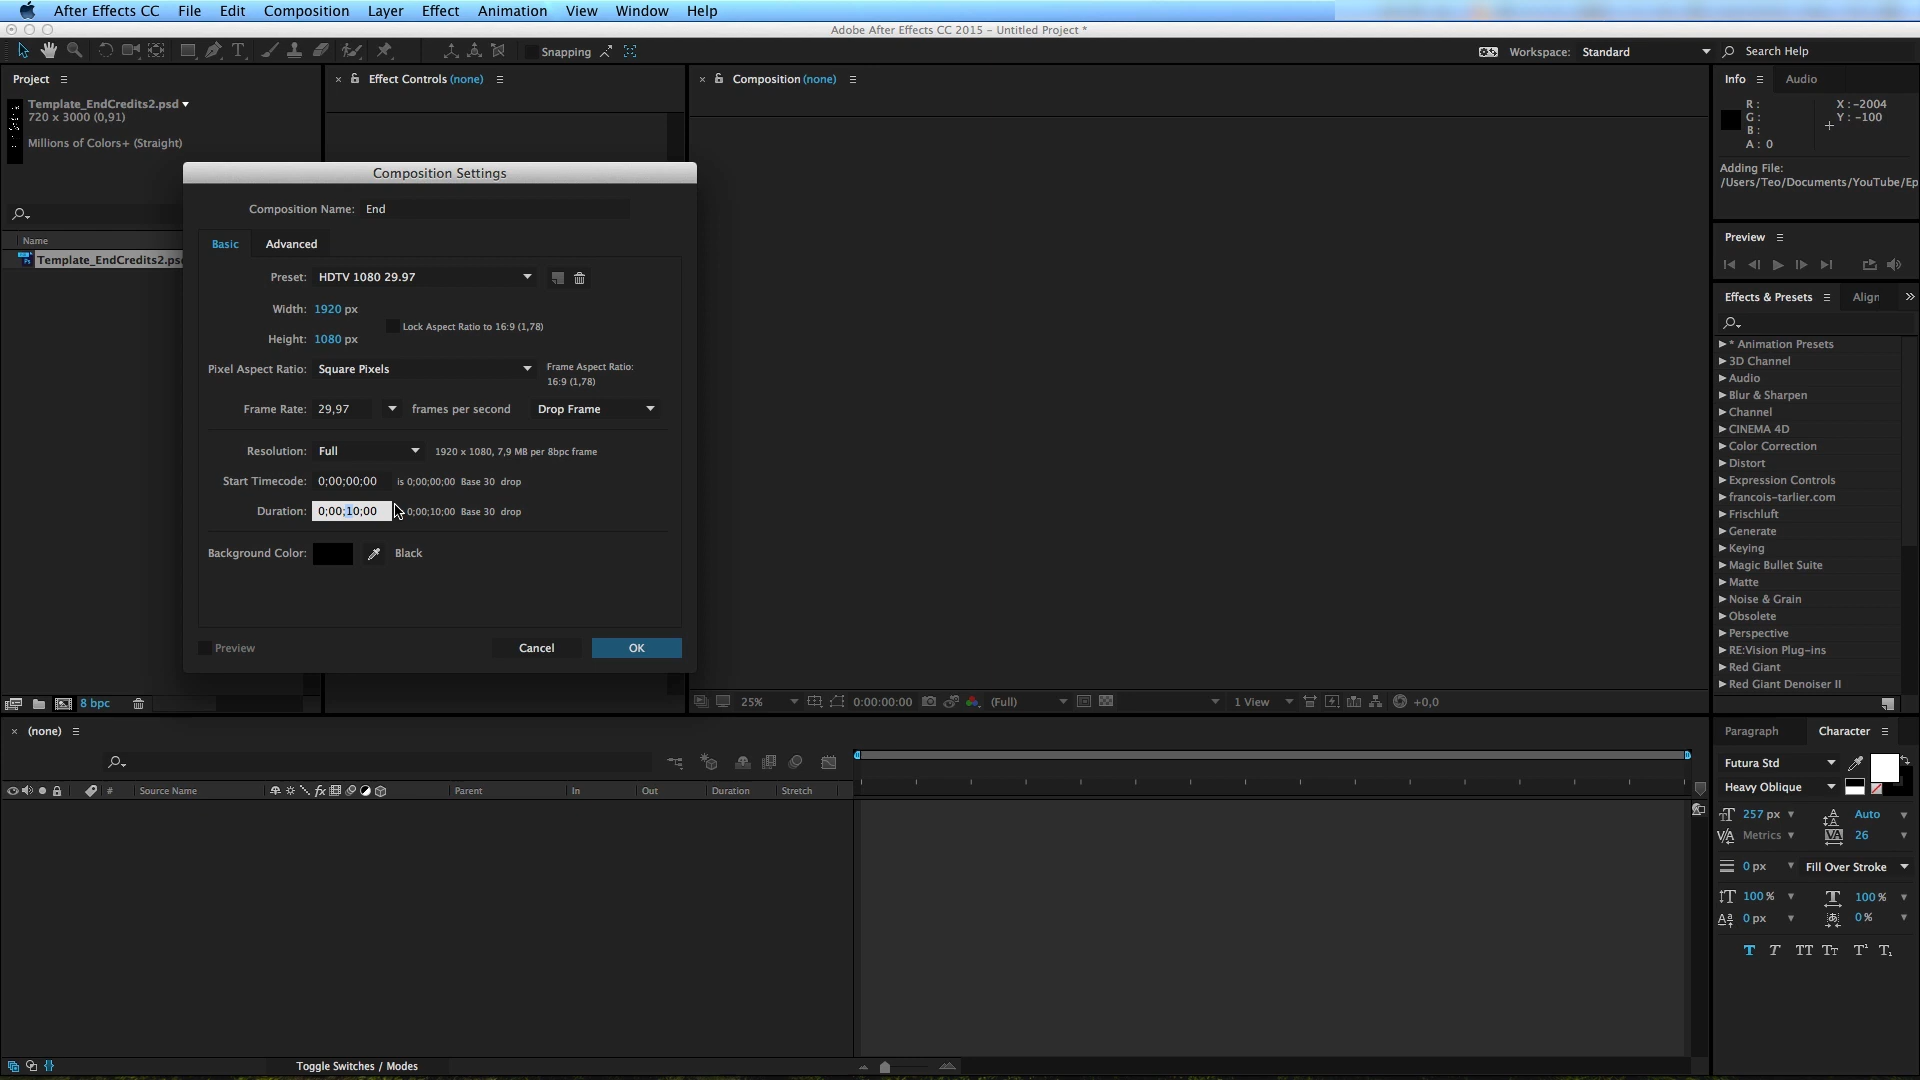 After Effects CC File Edit Composition Layer Effect Animation View Window Help
Adobe After Effects CC 2015 - Untitled Project *
Snapping
Workspace: Standard
Search Help
Project
Template_EndCredits2.psd
720 x 3000 (0,91)
Millions of Colors+ (Straight)
Name
Template_EndCredits2.ps
8 bpc
Effect Controls (none)
Composition (none)
Composition Settings
Composition Name: End
Basic Advanced
Preset: HDTV 1080 29.97
Width: 1920 px
Lock Aspect Ratio to 16:9 (1,78)
Height: 1080 px
Pixel Aspect Ratio: Square Pixels
Frame Aspect Ratio:
16:9 (1,78)
Frame Rate: 29,97 frames per second Drop Frame
Resolution: Full 1920 x 1080, 7,9 MB per 8bpc frame
Start Timecode: 0;00;00;00 is 0;00;00;00 Base 30 drop
Duration: 0;00;10;00 0;00;10;00 Base 30 drop
Background Color: Black
Preview Cancel OK
25% 0:00:00:00 (Full) 1 View +0,0
Info Audio
R:
G:
B:
A: 0
X: -2004
Y: -100
Adding File:
/Users/Teo/Documents/YouTube/Ep
Preview
Effects & Presets Align
* Animation Presets
3D Channel
Audio
Blur & Sharpen
Channel
CINEMA 4D
Color Correction
Distort
Expression Controls
francois-tarlier.com
Frischluft
Generate
Keying
Magic Bullet Suite
Matte
Noise & Grain
Obsolete
Perspective
RE:Vision Plug-ins
Red Giant
Red Giant Denoiser II
(none)
# Source Name fx Parent In Out Duration Stretch
Toggle Switches / Modes
Paragraph Character
Futura Std
Heavy Oblique
257 px Auto
Metrics 26
0 px Fill Over Stroke
100 % 100 %
0 px 0 %
T T TT Tt T¹ T₁